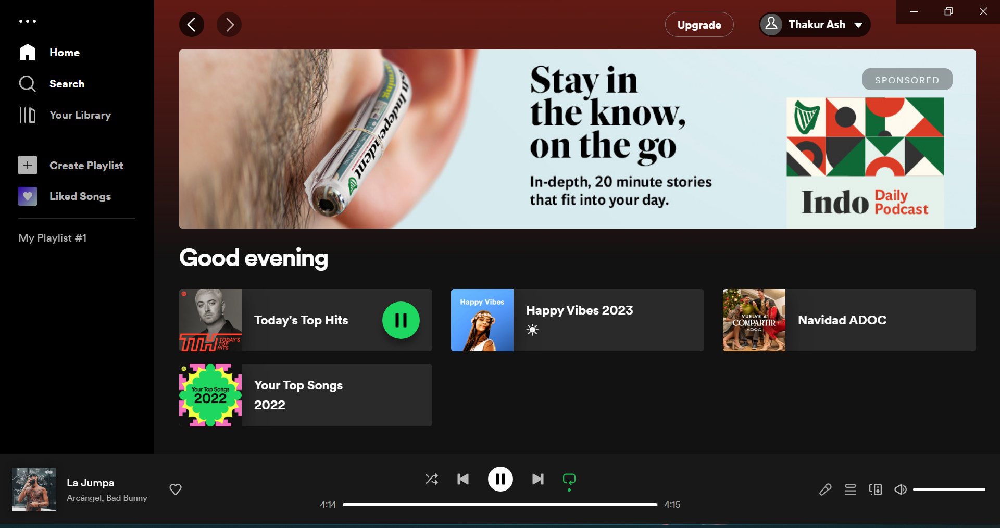 Home
Search
Your Library
Create Playlist
Liked Songs
My Playlist #1
Upgrade
Thakur Ash
Independent
Stay in
the know,
on the go
In-depth, 20 minute stories
that fit into your day.
SPONSORED
Indo
Daily
Podcast
Good evening
TODAY'S
TOP
HITS
Today's Top Hits
Happy Vibes
Happy Vibes 2023
VUELVE A
COMPARTIR
ADOC
Navidad ADOC
Your Top Songs
2022
Your Top Songs
2022
La Jumpa
Arcángel, Bad Bunny
4:14
4:15